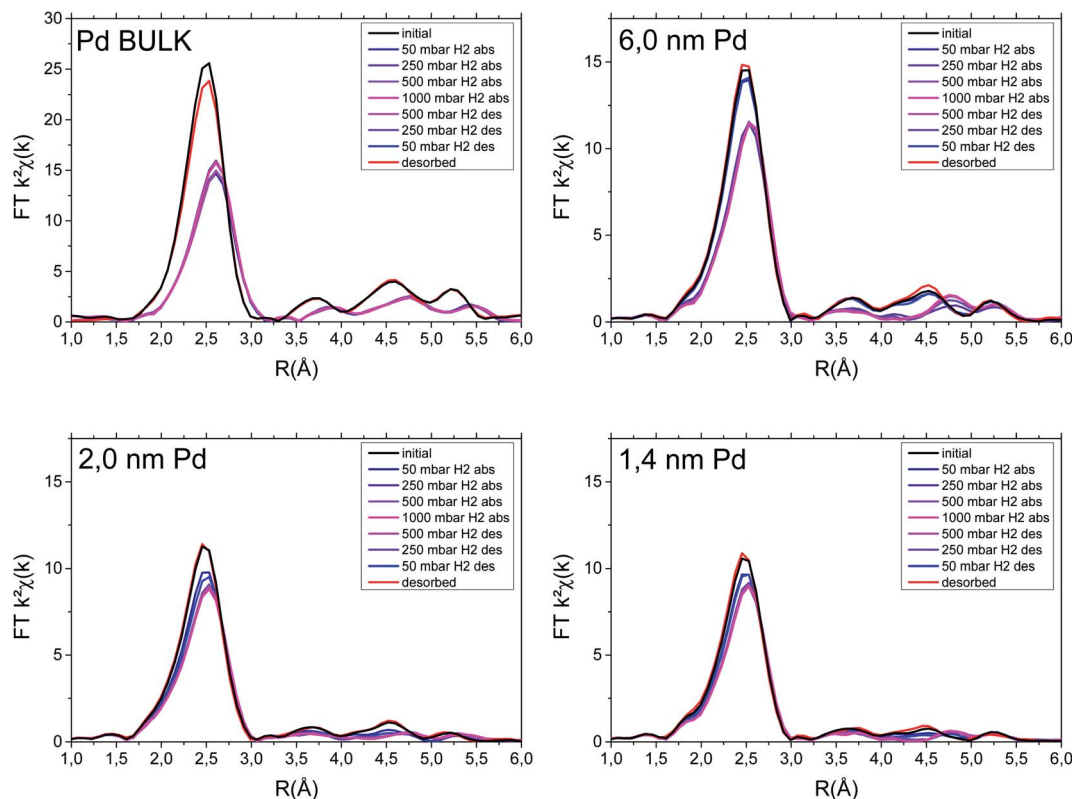 Pd BULK
initial
50 mbar H2 abs
250 mbar H2 abs
500 mbar H2 abs
1000 mbar H2 abs
500 mbar H2 des
250 mbar H2 des
50 mbar H2 des
desorbed
30
25
20
15
10
5
0
FT k²χ(k)
1,0 1,5 2,0 2,5 3,0 3,5 4,0 4,5 5,0 5,5 6,0
R(Å)
6,0 nm Pd
initial
50 mbar H2 abs
250 mbar H2 abs
500 mbar H2 abs
1000 mbar H2 abs
500 mbar H2 des
250 mbar H2 des
50 mbar H2 des
desorbed
15
10
5
0
FT k²χ(k)
1,0 1,5 2,0 2,5 3,0 3,5 4,0 4,5 5,0 5,5 6,0
R(Å)
2,0 nm Pd
initial
50 mbar H2 abs
250 mbar H2 abs
500 mbar H2 abs
1000 mbar H2 abs
500 mbar H2 des
250 mbar H2 des
50 mbar H2 des
desorbed
15
10
5
0
FT k²χ(k)
1,0 1,5 2,0 2,5 3,0 3,5 4,0 4,5 5,0 5,5 6,0
R(Å)
1,4 nm Pd
initial
50 mbar H2 abs
250 mbar H2 abs
500 mbar H2 abs
1000 mbar H2 abs
500 mbar H2 des
250 mbar H2 des
50 mbar H2 des
desorbed
15
10
5
0
FT k²χ(k)
1,0 1,5 2,0 2,5 3,0 3,5 4,0 4,5 5,0 5,5 6,0
R(Å)